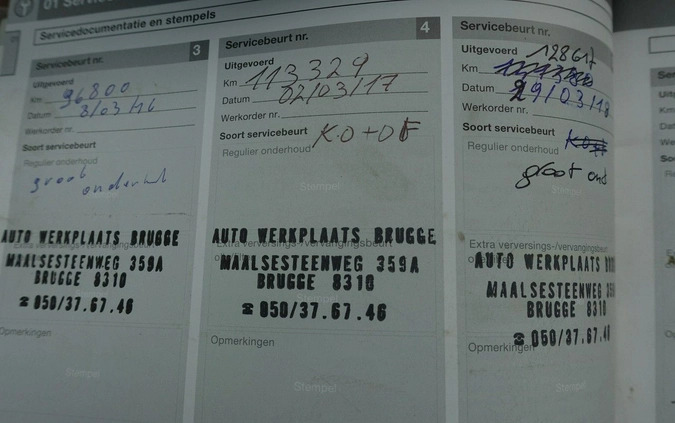 01 Serv
Servicedocumentatie en stempels
Servicebeurt nr. 3
Uitgevoerd
Km 96800
Datum 8/03/16
Werkorder nr.
Soort servicebeurt
Regulier onderhoud
groot onderhoud
AUTO WERKPLAATS BRUGGE
Extra verversings-/vervangingsbeurt
MAALSESTEENWEG 359A
BRUGGE 8310
☎ 050/37.67.46
Opmerkingen
Stempel
Servicebeurt nr. 4
Uitgevoerd
Km 113329
Datum 02/03/17
Werkorder nr.
Soort servicebeurt K.O+OF
Regulier onderhoud
Stempel
AUTO WERKPLAATS BRUGGE
Extra verversings-/vervangingsbeurt
MAALSESTEENWEG 359A
BRUGGE 8310
☎ 050/37.67.46
Opmerkingen
Stempel
Servicebeurt nr.
Uitgevoerd 128617
Km
Datum 29/03/18
Werkorder nr.
Soort servicebeurt
Regulier onderhoud
groot ond
Stempel
Extra verversings-/vervangingsbeurt
AUTO WERKPLAATS
MAALSESTEENWEG 359
BRUGGE 8310
☎ 050/37.67.46
Opmerkingen
Stempel